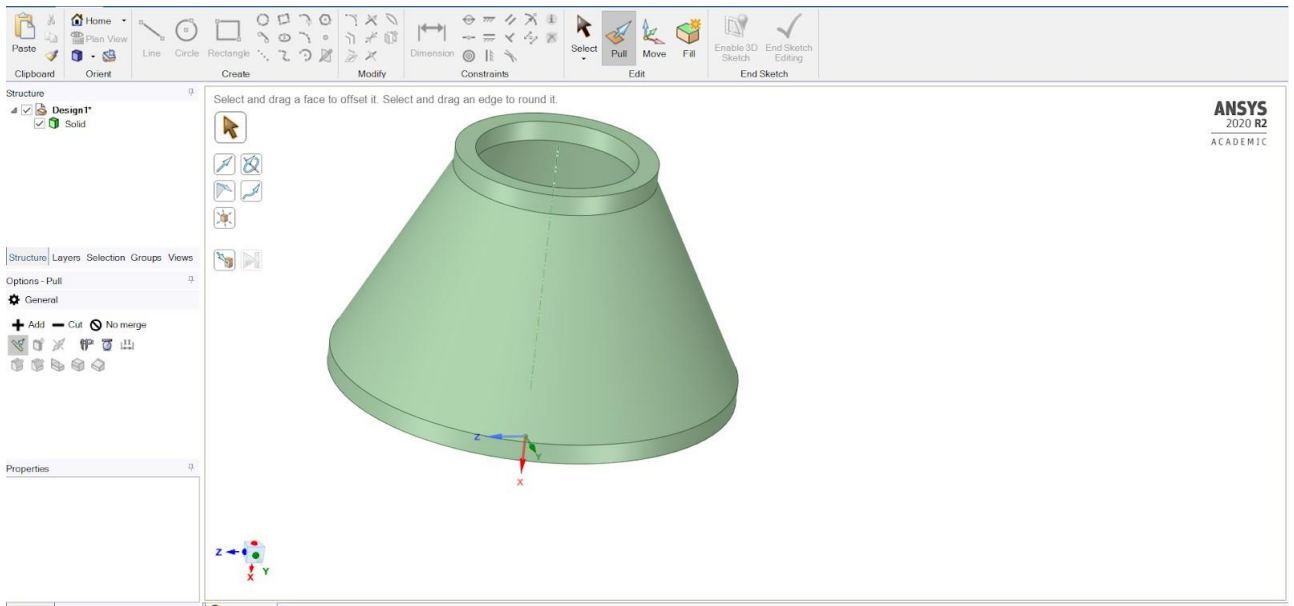 Home
Paste
Plan View
Line Circle Rectangle
Dimension
Select Pull Move Fill
Enable 3D Sketch
End Sketch Editing
Clipboard Orient Create Modify Constraints Edit End Sketch
Structure
Design1*
Solid
Structure Layers Selection Groups Views
Options - Pull
General
Add Cut No merge
Properties
Select and drag a face to offset it. Select and drag an edge to round it.
ANSYS
2020 R2
ACADEMIC
Z
Y
X
Z
X Y